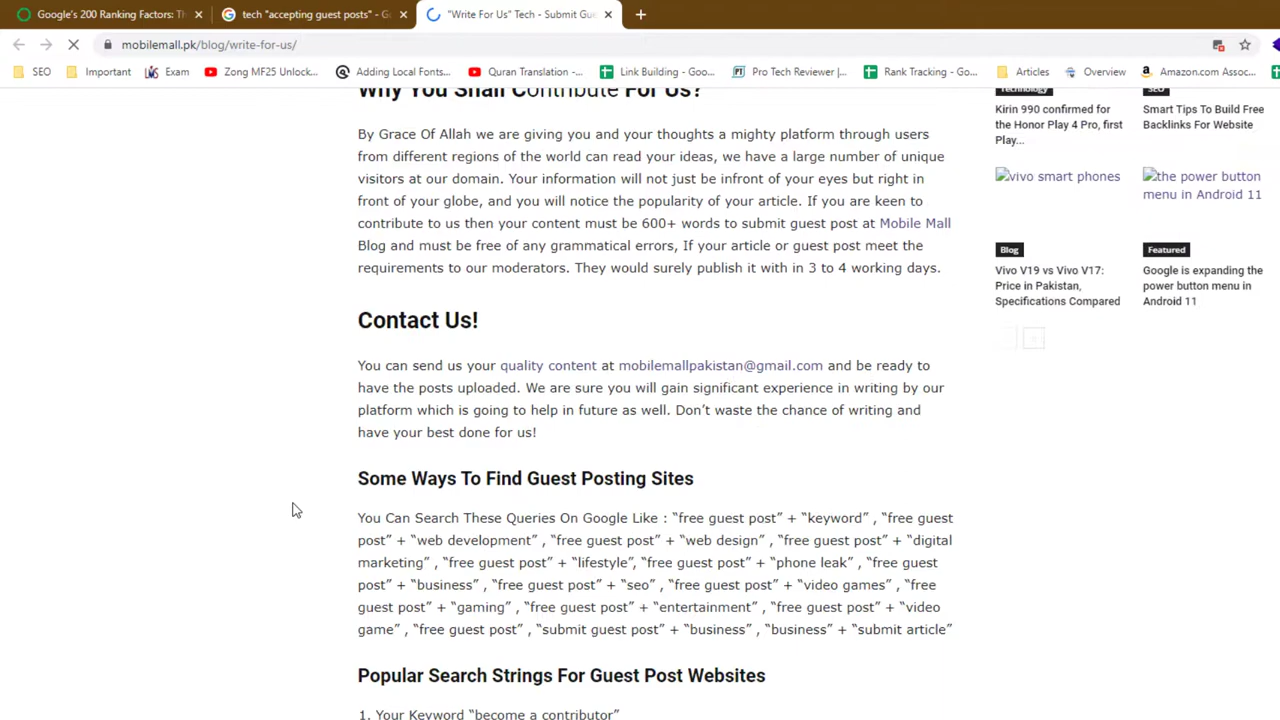 Google's 200 Ranking Factors: Th
tech "accepting guest posts" - Go
"Write For Us" Tech - Submit Gue
mobilemall.pk/blog/write-for-us/
SEO
Important
Exam
Zong MF25 Unlock...
Adding Local Fonts...
Quran Translation -...
Link Building - Goo...
Pro Tech Reviewer |...
Rank Tracking - Go...
Articles
Overview
Amazon.com Assoc...
Why You Shall Contribute For Us?
By Grace Of Allah we are giving you and your thoughts a mighty platform through users
from different regions of the world can read your ideas, we have a large number of unique
visitors at our domain. Your information will not just be infront of your eyes but right in
front of your globe, and you will notice the popularity of your article. If you are keen to
contribute to us then your content must be 600+ words to submit guest post at Mobile Mall
Blog and must be free of any grammatical errors, If your article or guest post meet the
requirements to our moderators. They would surely publish it with in 3 to 4 working days.
Contact Us!
You can send us your quality content at mobilemallpakistan@gmail.com and be ready to
have the posts uploaded. We are sure you will gain significant experience in writing by our
platform which is going to help in future as well. Don’t waste the chance of writing and
have your best done for us!
Some Ways To Find Guest Posting Sites
You Can Search These Queries On Google Like : “free guest post” + “keyword” , “free guest
post” + “web development” , “free guest post” + “web design” , “free guest post” + “digital
marketing” , “free guest post” + “lifestyle”, “free guest post” + “phone leak” , “free guest
post” + “business” , “free guest post” + “seo” , “free guest post” + “video games” , “free
guest post” + “gaming” , “free guest post” + “entertainment” , “free guest post” + “video
game” , “free guest post” , “submit guest post” + “business” , “business” + “submit article”
Popular Search Strings For Guest Post Websites
1. Your Keyword “become a contributor”
Technology
Kirin 990 confirmed for
the Honor Play 4 Pro, first
Play...
SEO
Smart Tips To Build Free
Backlinks For Website
vivo smart phones
the power button
menu in Android 11
Blog
Vivo V19 vs Vivo V17:
Price in Pakistan,
Specifications Compared
Featured
Google is expanding the
power button menu in
Android 11